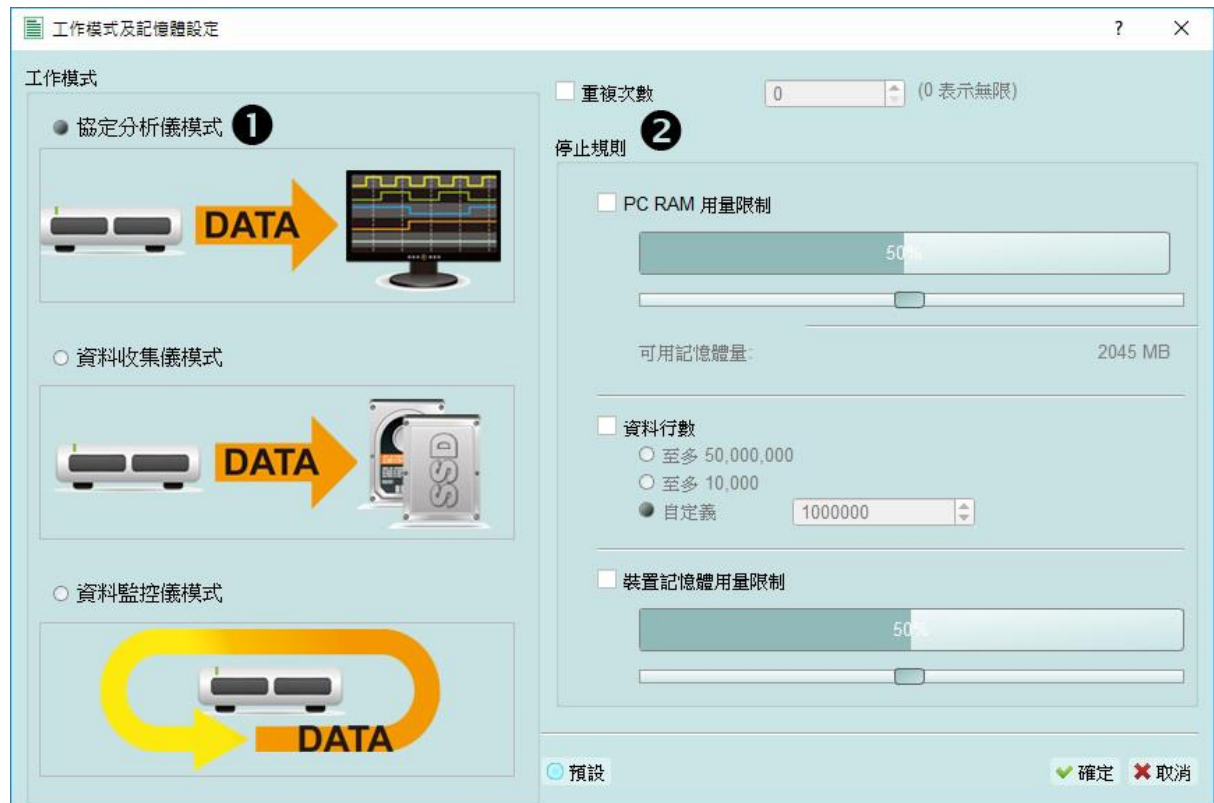 工作模式及記憶體設定
?
工作模式
協定分析儀模式 ❶
DATA
資料收集儀模式
DATA
SSD
資料監控儀模式
DATA
重複次數 0 (0 表示無限)
❷
停止規則
PC RAM 用量限制
50%
可用記憶體量: 2045 MB
資料行數
至多 50,000,000
至多 10,000
自定義 1000000
裝置記憶體用量限制
50%
預設 確定 取消